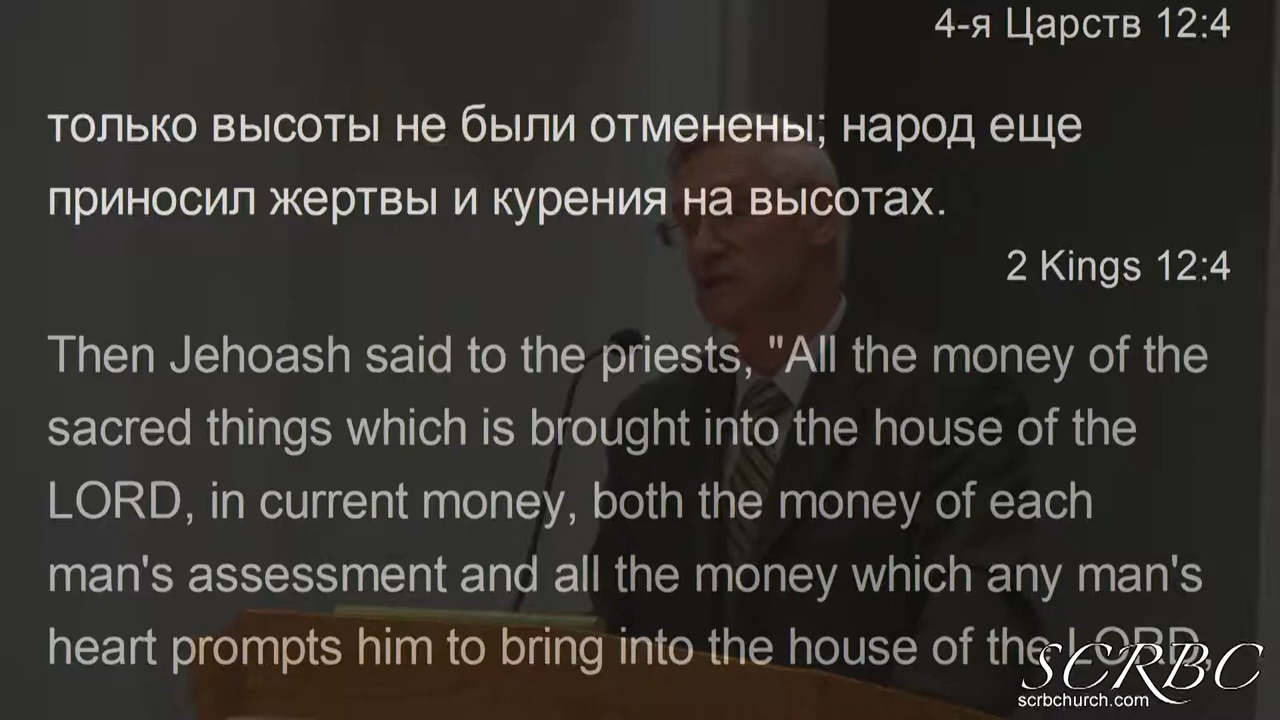 4-я Царств 12:4
только высоты не были отменены; народ еще
приносил жертвы и курения на высотах.
2 Kings 12:4
Then Jehoash said to the priests, "All the money of the
sacred things which is brought into the house of the
LORD, in current money, both the money of each
man's assessment and all the money which any man's
heart prompts him to bring into the house of the LORD,
SCRBC
scrbchurch.com